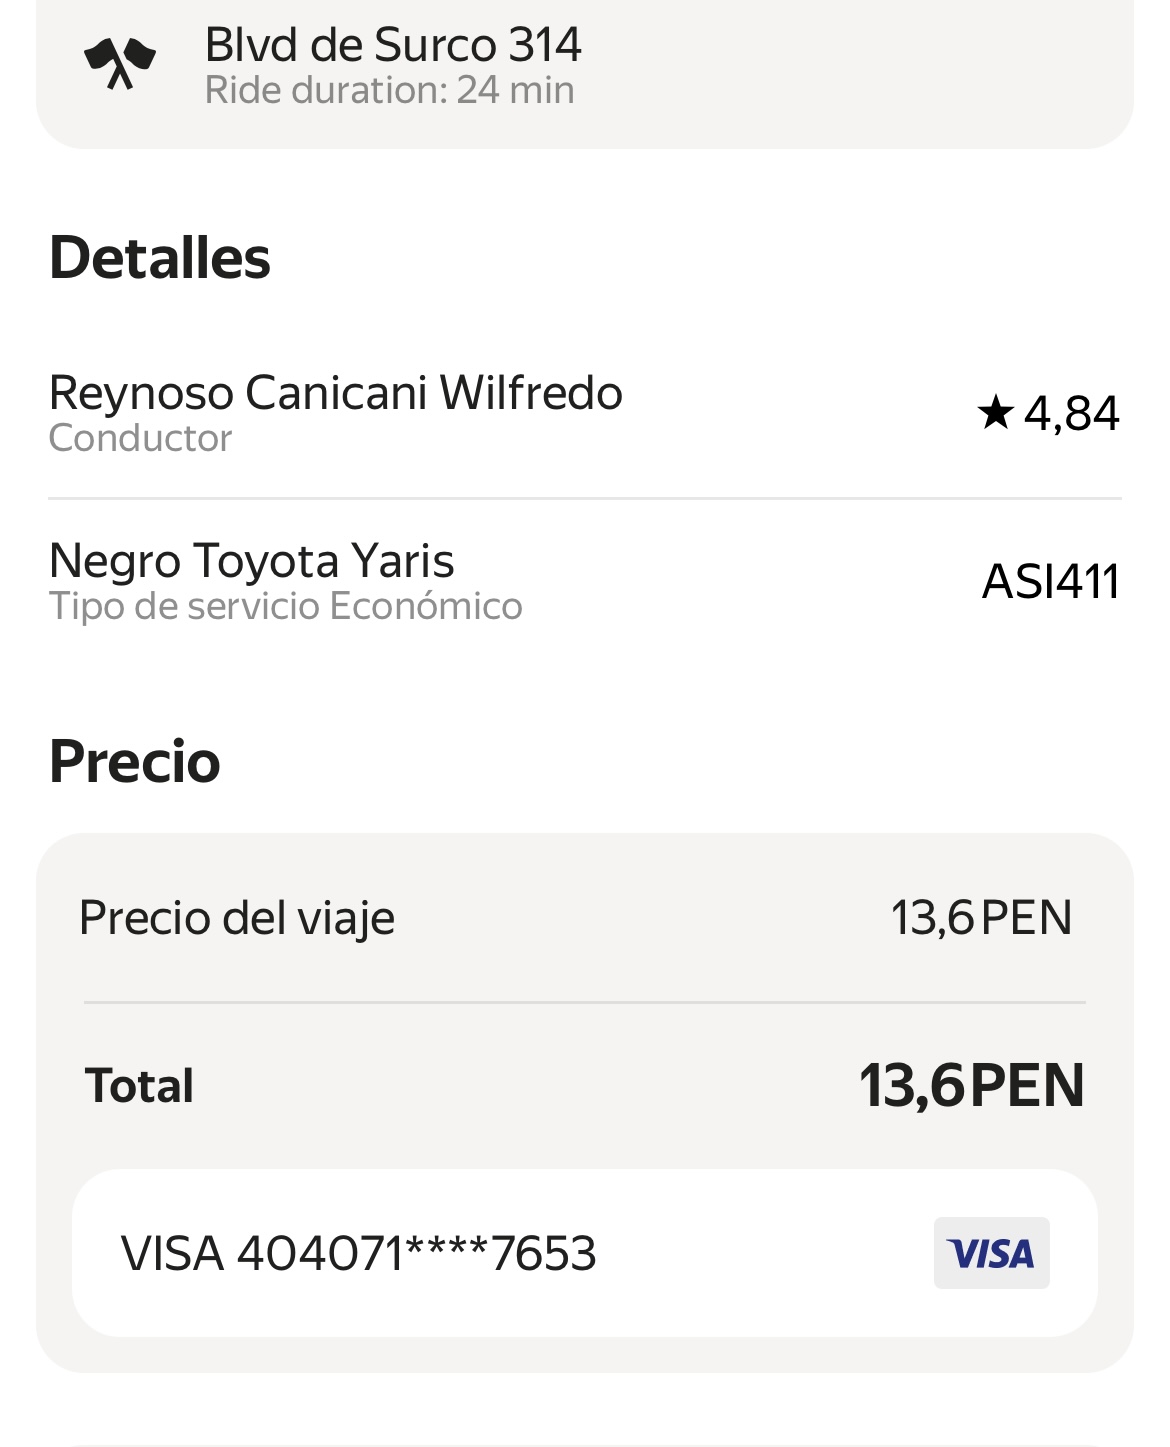 Blvd de Surco 314
Ride duration: 24 min
Detalles
Reynoso Canicani Wilfredo
Conductor
★ 4,84
Negro Toyota Yaris
Tipo de servicio Económico
ASI411
Precio
Precio del viaje 13,6 PEN
Total 13,6 PEN
VISA 404071****7653 VISA